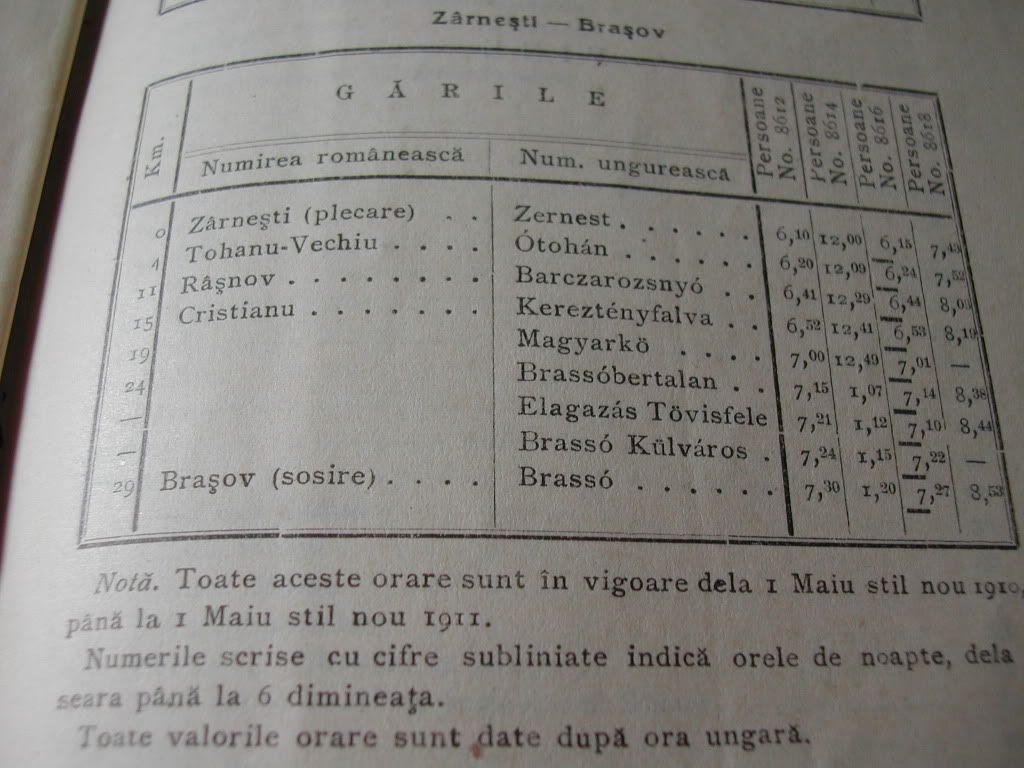 Zârneşti — Braşov
Km. GĂRILE Persoane No. 8612 Persoane No. 8614 Persoane No. 8616 Persoane No. 8618
Numirea românească Num. ungurească
0 Zârneşti (plecare) . . Zernest . . . . . . 6,10 12,00 6,15 7,43
4 Tohanu-Vechiu . . . . Ótohán . . . . . . 6,20 12,09 6,24 7,52
11 Râşnov . . . . . . . Barczarozsnyó . . 6,41 12,29 6,44 8,08
15 Cristianu . . . . . . . Keresztényfalva . . 6,52 12,41 6,53 8,19
19 Magyarkö . . . . 7,00 12,49 7,01 —
24 Brassóbertalan . . 7,15 1,07 7,14 8,38
— Elagazás Tövisfele 7,21 1,12 7,10 8,44
— Brassó Külváros . 7,24 1,15 7,22 —
29 Braşov (sosire) . . . . Brassó . . . . . . 7,30 1,20 7,27 8,53
Notă. Toate aceste orare sunt în vigoare dela 1 Maiu stil nou 1910,
până la 1 Maiu stil nou 1911.
Numerile scrise cu cifre subliniate indică orele de noapte, dela
seara până la 6 dimineaţa.
Toate valorile orare sunt date după ora ungară.